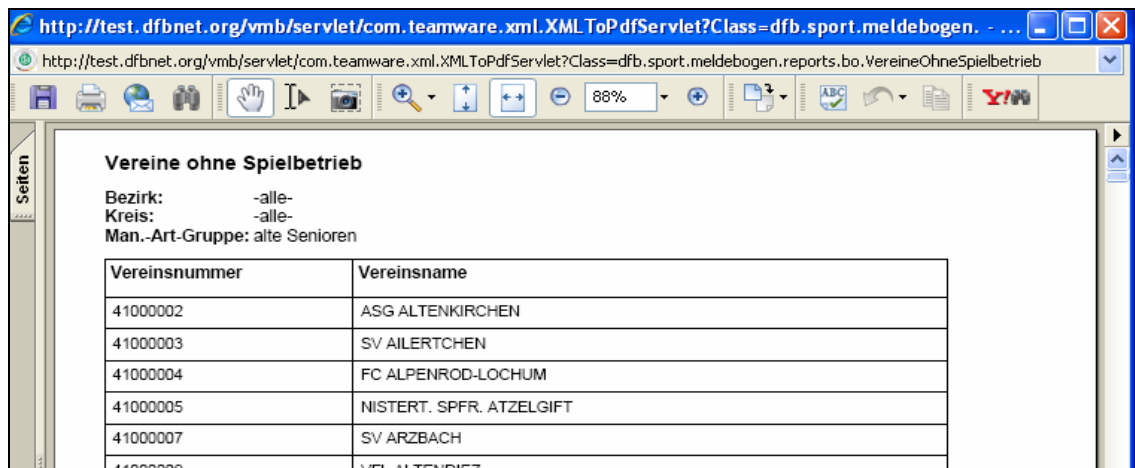 http://test.dfbnet.org/vmb/servlet/com.teamware.xml.XMLToPdfServlet?Class=dfb.sport.meldebogen. - ...
http://test.dfbnet.org/vmb/servlet/com.teamware.xml.XMLToPdfServlet?Class=dfb.sport.meldebogen.reports.bo.VereineOhneSpielbetrieb
88% ABC Y!
Seiten
Vereine ohne Spielbetrieb
Bezirk: -alle-
Kreis: -alle-
Man.-Art-Gruppe: alte Senioren
Vereinsnummer Vereinsname
41000002 ASG ALTENKIRCHEN
41000003 SV AILERTCHEN
41000004 FC ALPENROD-LOCHUM
41000005 NISTERT. SPFR. ATZELGIFT
41000007 SV ARZBACH